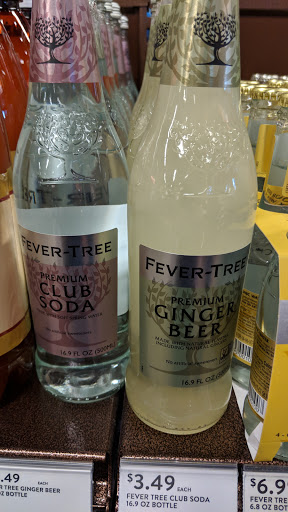 FEVER-TREE
PREMIUM
CLUB
SODA
16.9 FL OZ (500ML)
FEVER-TREE
PREMIUM
GINGER
BEER
16.9 FL OZ
.49 EACH
TREE GINGER BEER
OZ BOTTLE
$3.49 EACH
FEVER TREE CLUB SODA
16.9 OZ BOTTLE
$6.9
FEVER TREE
6.8 OZ BOT